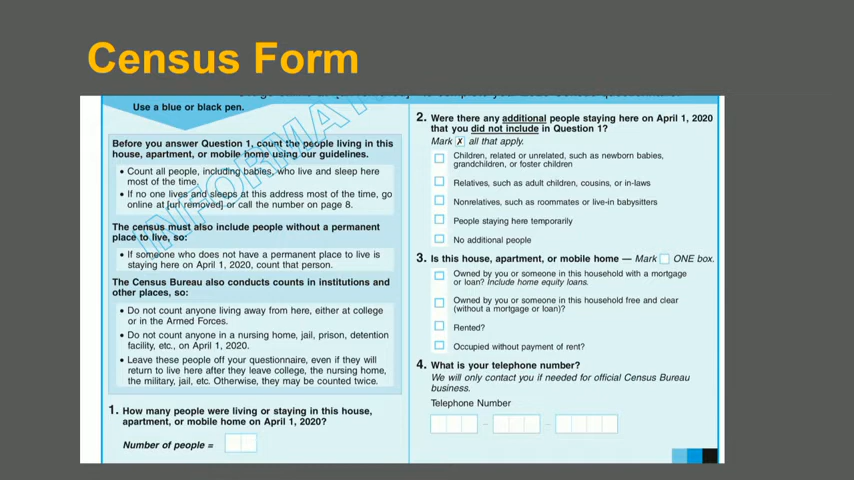 Census Form
Use a blue or black pen.
Before you answer Question 1, count the people living in this
house, apartment, or mobile home using our guidelines.
• Count all people, including babies, who live and sleep here
most of the time.
• If no one lives and sleeps at this address most of the time, go
online at [url removed] or call the number on page 8.
The census must also include people without a permanent
place to live, so:
• If someone who does not have a permanent place to live is
staying here on April 1, 2020, count that person.
The Census Bureau also conducts counts in institutions and
other places, so:
• Do not count anyone living away from here, either at college
or in the Armed Forces.
• Do not count anyone in a nursing home, jail, prison, detention
facility, etc., on April 1, 2020.
• Leave these people off your questionnaire, even if they will
return to live here after they leave college, the nursing home,
the military, jail, etc. Otherwise, they may be counted twice.
1. How many people were living or staying in this house,
apartment, or mobile home on April 1, 2020?
Number of people =
2. Were there any additional people staying here on April 1, 2020
that you did not include in Question 1?
Mark X all that apply.
Children, related or unrelated, such as newborn babies,
grandchildren, or foster children
Relatives, such as adult children, cousins, or in-laws
Nonrelatives, such as roommates or live-in babysitters
People staying here temporarily
No additional people
3. Is this house, apartment, or mobile home — Mark ONE box.
Owned by you or someone in this household with a mortgage
or loan? Include home equity loans.
Owned by you or someone in this household free and clear
(without a mortgage or loan)?
Rented?
Occupied without payment of rent?
4. What is your telephone number?
We will only contact you if needed for official Census Bureau
business.
Telephone Number